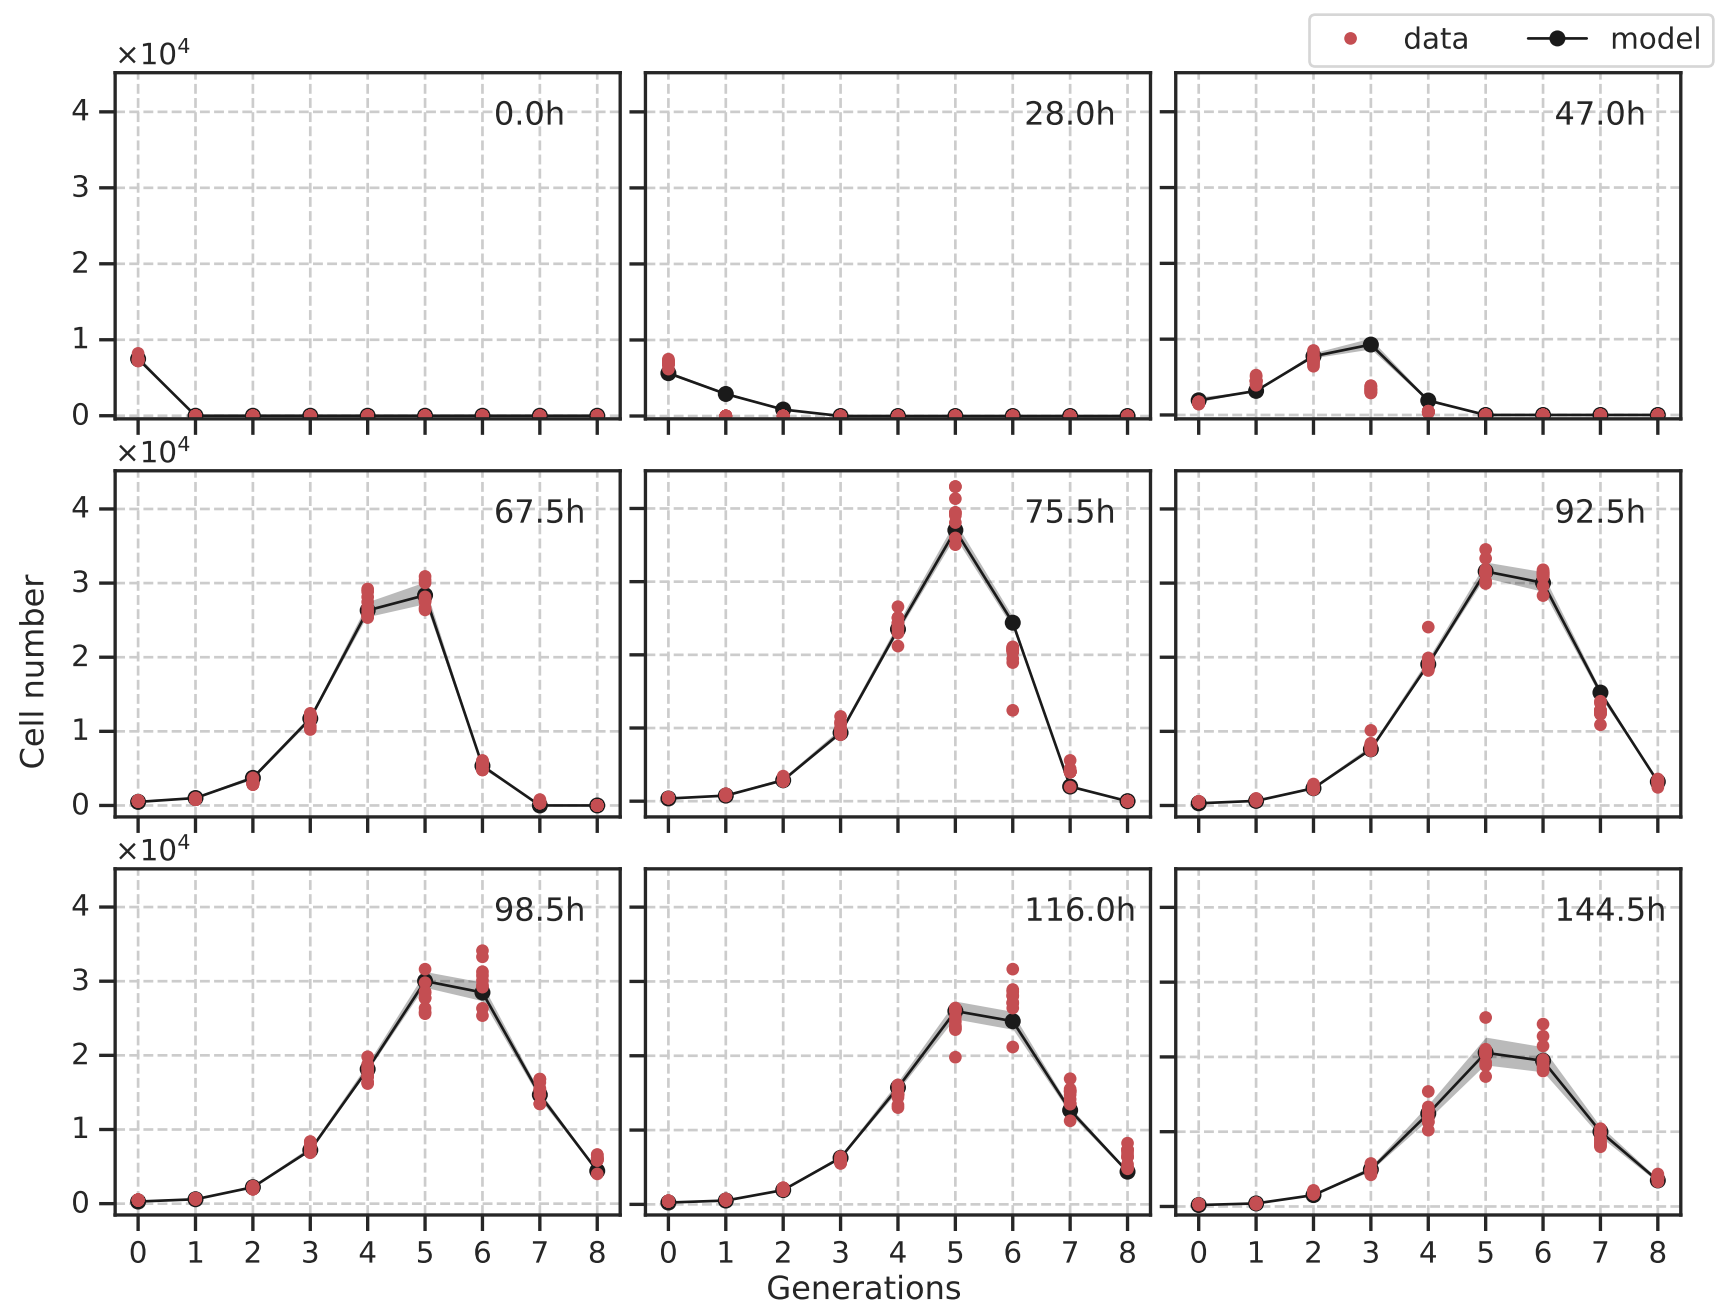 data model
×10⁴
4
3
2
1
0
0.0h
28.0h
47.0h
×10⁴
4
3
2
1
0
67.5h
75.5h
92.5h
Cell number
×10⁴
4
3
2
1
0
98.5h
116.0h
144.5h
0 1 2 3 4 5 6 7 8
0 1 2 3 4 5 6 7 8
0 1 2 3 4 5 6 7 8
Generations